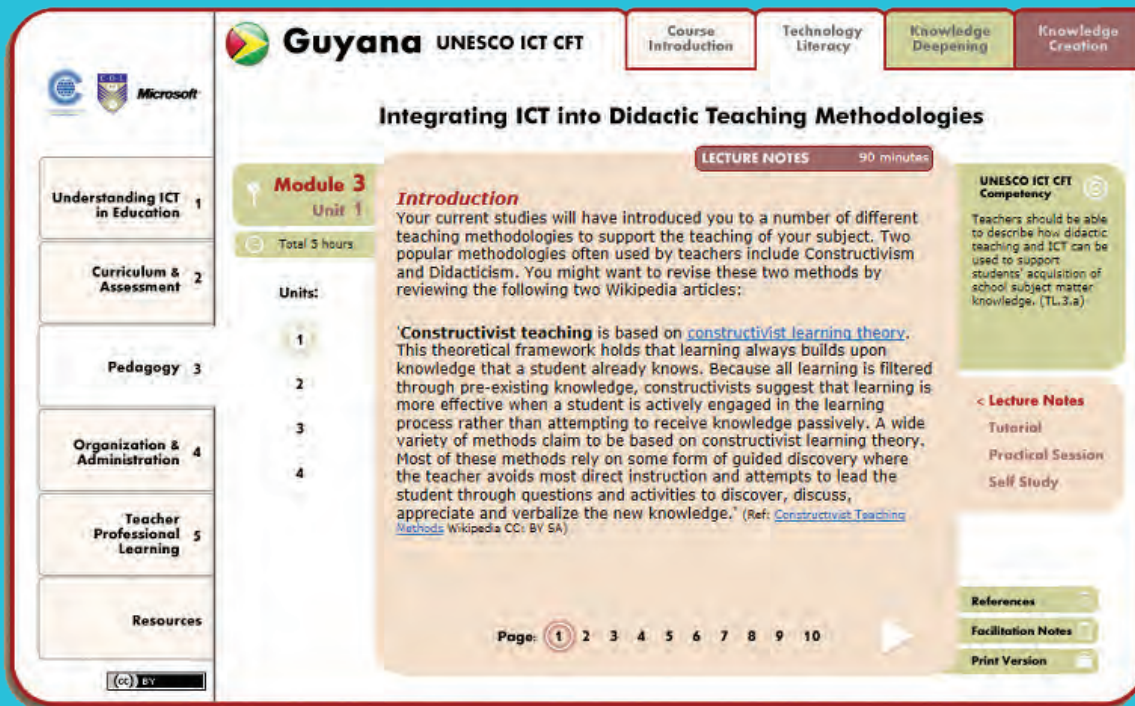 Guyana UNESCO ICT CFT
Course
Introduction
Technology
Literacy
Knowledge
Deepening
Knowledge
Creation
C O L
Microsoft
Integrating ICT into Didactic Teaching Methodologies
Understanding ICT
in Education 1
Curriculum &
Assessment 2
Pedagogy 3
Organization &
Administration 4
Teacher
Professional
Learning 5
Resources
(cc) BY
Module 3
Unit 1
Total 5 hours
Units:
1
2
3
4
LECTURE NOTES 90 minutes
Introduction
Your current studies will have introduced you to a number of different
teaching methodologies to support the teaching of your subject. Two
popular methodologies often used by teachers include Constructivism
and Didacticism. You might want to revise these two methods by
reviewing the following two Wikipedia articles:
'Constructivist teaching is based on constructivist learning theory.
This theoretical framework holds that learning always builds upon
knowledge that a student already knows. Because all learning is filtered
through pre-existing knowledge, constructivists suggest that learning is
more effective when a student is actively engaged in the learning
process rather than attempting to receive knowledge passively. A wide
variety of methods claim to be based on constructivist learning theory.
Most of these methods rely on some form of guided discovery where
the teacher avoids most direct instruction and attempts to lead the
student through questions and activities to discover, discuss,
appreciate and verbalize the new knowledge.' (Ref: Constructivist Teaching
Methods Wikipedia CC: BY SA)
Page: 1 2 3 4 5 6 7 8 9 10
UNESCO ICT CFT
Competency
Teachers should be able
to describe how didactic
teaching and ICT can be
used to support
students' acquisition of
school subject matter
knowledge. (TL.3.a)
< Lecture Notes
Tutorial
Practical Session
Self Study
References
Facilitation Notes
Print Version